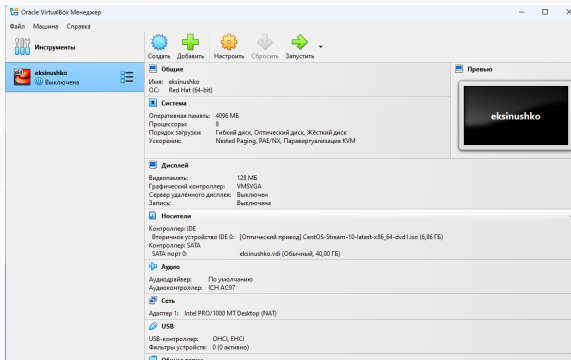 Oracle VirtualBox Менеджер
Файл Машина Справка
Инструменты
Создать Добавить Настроить Сбросить Запустить
eksinushko
Выключена
Общие
Имя: eksinushko
ОС: Red Hat (64-bit)
Превью
eksinushko
Система
Оперативная память: 4096 МБ
Процессоры: 8
Порядок загрузки: Гибкий диск, Оптический диск, Жёсткий диск
Ускорение: Nested Paging, PAE/NX, Паравиртуализация KVM
Дисплей
Видеопамять: 128 МБ
Графический контроллер: VMSVGA
Сервер удалённого дисплея: Выключен
Запись: Выключена
Носители
Контроллер: IDE
Вторичное устройство IDE 0: [Оптический привод] CentOS-Stream-10-latest-x86_64-dvd1.iso (6,86 ГБ)
Контроллер: SATA
SATA порт 0: eksinushko.vdi (Обычный, 40,00 ГБ)
Аудио
Аудиодрайвер: По умолчанию
Аудиоконтроллер: ICH AC97
Сеть
Адаптер 1: Intel PRO/1000 MT Desktop (NAT)
USB
USB-контроллер: OHCI, EHCI
Фильтры устройств: 0 (0 активно)
Общие папки